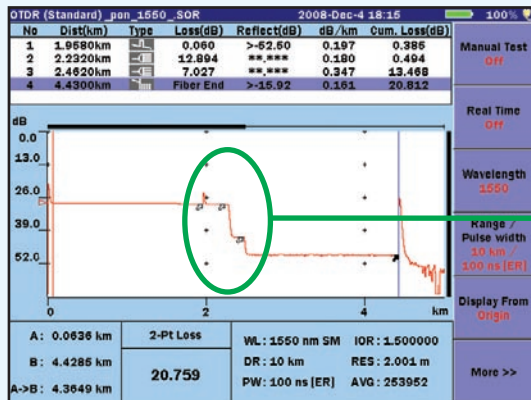 OTDR (Standard) _pon_1550_.SOR 2008-Dec-4 18:15 100%
No Dist(km) Type Loss(dB) Reflect(dB) dB/km Cum. Loss(dB)
1 1.9580km 0.060 >-52.50 0.197 0.385
2 2.2320km 12.894 **.*** 0.180 0.494
3 2.4620km 7.027 **.*** 0.347 13.468
4 4.4300km Fiber End >-15.92 0.161 20.812
dB
0.0
13.0
26.0
39.0
52.0
0 2 4 km
A: 0.0636 km
B: 4.4285 km
A->B: 4.3649 km
2-Pt Loss
20.759
WL: 1550 nm SM IOR: 1.500000
DR: 10 km RES: 2.001 m
PW: 100 ns [ER] AVG: 253952
Manual Test
Off
Real Time
Off
Wavelength
1550
Range /
Pulse width
10 km /
100 ns [ER]
Display From
Origin
More >>